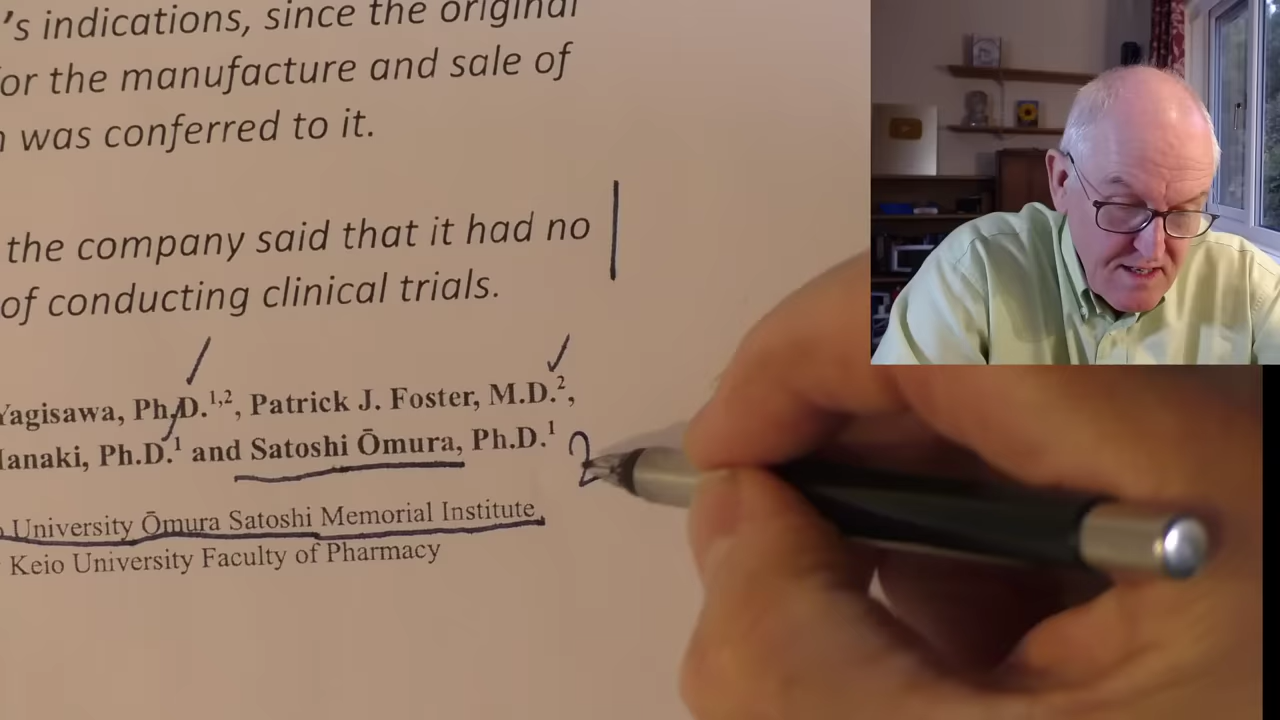 's indications, since the original
for the manufacture and sale of
was conferred to it.
the company said that it had no
of conducting clinical trials.
Yagisawa, Ph.D.1,2, Patrick J. Foster, M.D.2,
Hanaki, Ph.D.1 and Satoshi Ōmura, Ph.D.1 2
University Ōmura Satoshi Memorial Institute
Keio University Faculty of Pharmacy